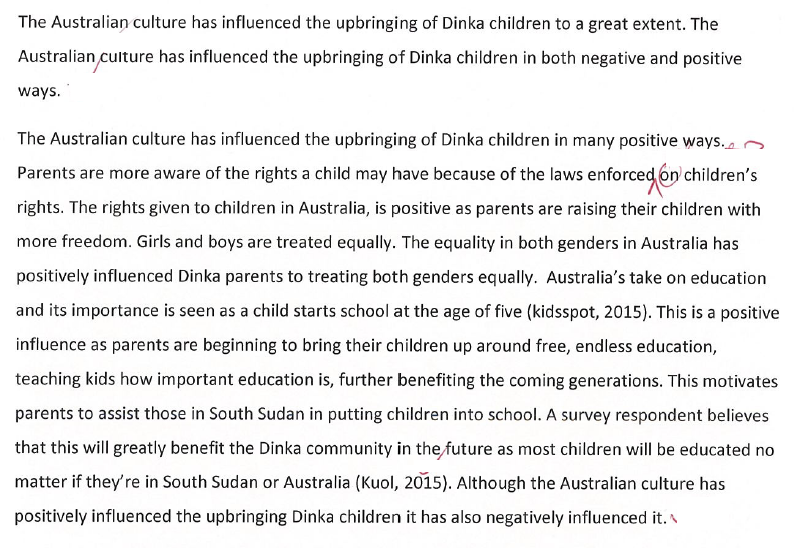 The Australian culture has influenced the upbringing of Dinka children to a great extent. The
Australian culture has influenced the upbringing of Dinka children in both negative and positive
ways.
The Australian culture has influenced the upbringing of Dinka children in many positive ways.
Parents are more aware of the rights a child may have because of the laws enforced on children's
rights. The rights given to children in Australia, is positive as parents are raising their children with
more freedom. Girls and boys are treated equally. The equality in both genders in Australia has
positively influenced Dinka parents to treating both genders equally.  Australia's take on education
and its importance is seen as a child starts school at the age of five (kidsspot, 2015). This is a positive
influence as parents are beginning to bring their children up around free, endless education,
teaching kids how important education is, further benefiting the coming generations. This motivates
parents to assist those in South Sudan in putting children into school. A survey respondent believes
that this will greatly benefit the Dinka community in the future as most children will be educated no
matter if they're in South Sudan or Australia (Kuol, 2015). Although the Australian culture has
positively influenced the upbringing Dinka children it has also negatively influenced it.